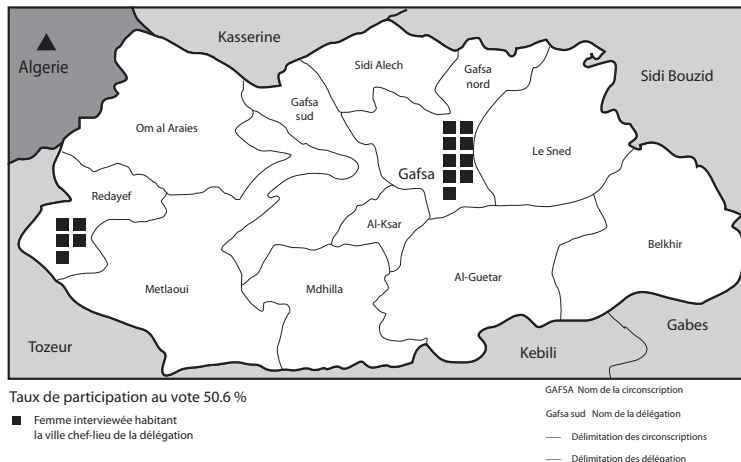 Kasserine
Algerie
Sidi Alech
Gafsa
nord
Sidi Bouzid
Gafsa
sud
Om al Araies
Le Sned
Gafsa
Redayef
Al-Ksar
Belkhir
Al-Guetar
Metlaoui
Mdhilla
Gabes
Tozeur
Kebili
Taux de participation au vote 50.6 %
Femme interviewée habitant
la ville chef-lieu de la délégation
GAFSA Nom de la circonscription
Gafsa sud Nom de la délégation
----- Délimitation des circonscriptions
----- Délimitation des délégation